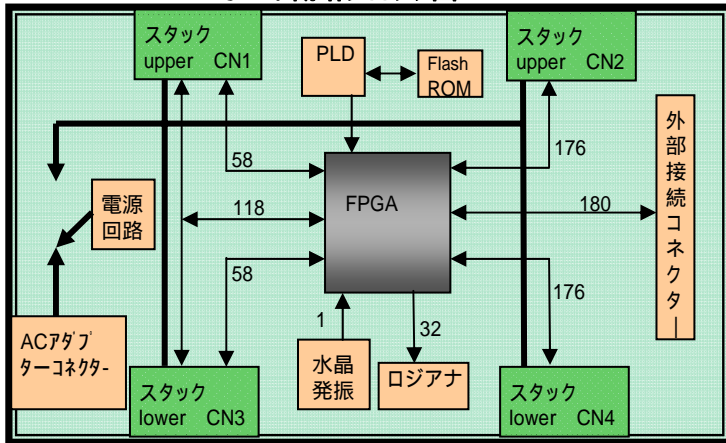 スタック
upper CN1
PLD
Flash
ROM
スタック
upper CN2
58
176
外部接続コネクター
電源
回路
118
FPGA
180
58
176
1
32
ACアダプ
ターコネクター
水晶
発振
ロジアナ
スタック
lower CN3
スタック
lower CN4